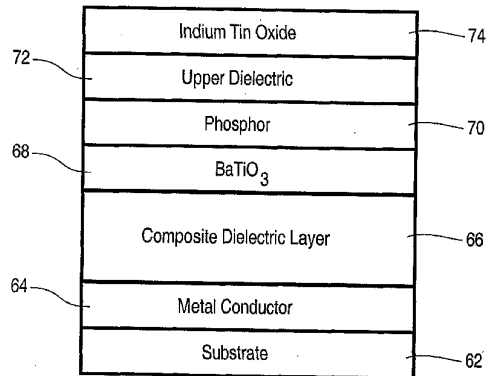 Indium Tin Oxide
74
72
Upper Dielectric
Phosphor
70
68
BaTiO3
Composite Dielectric Layer
66
64
Metal Conductor
Substrate
62